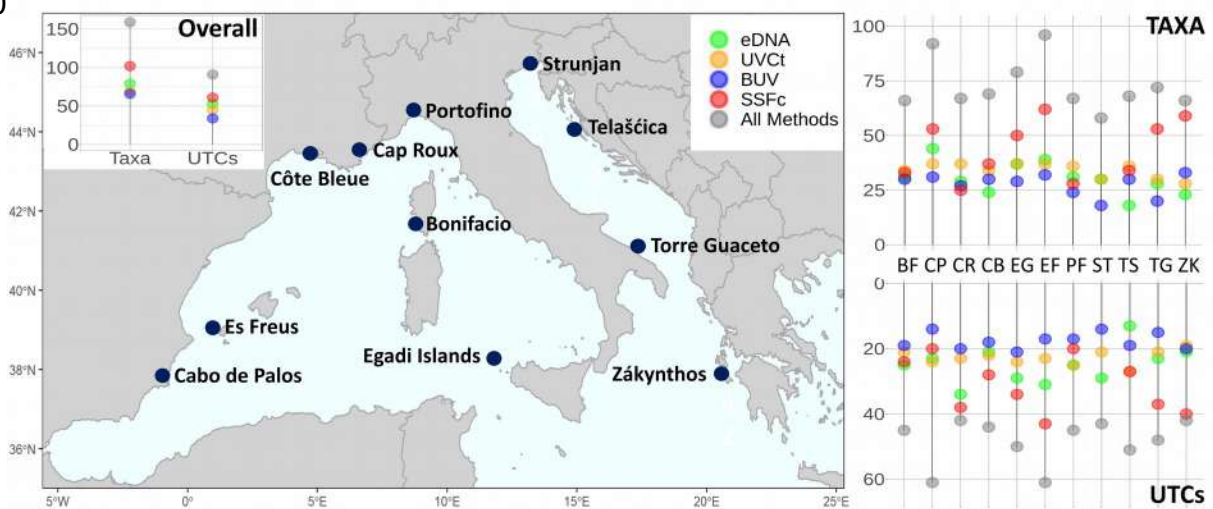 Overall
150
100
50
0
Taxa UTCs
46°N
44°N
42°N
40°N
38°N
36°N
5°W 0° 5°E 10°E 15°E 20°E 25°E
Strunjan
Portofino
Telašćica
Cap Roux
Côte Bleue
Bonifacio
Torre Guaceto
Es Freus
Egadi Islands
Cabo de Palos
Zákynthos
eDNA
UVCt
BUV
SSFc
All Methods
TAXA
100
75
50
25
0
BF CP CR CB EG EF PF ST TS TG ZK
0
20
40
60
UTCs